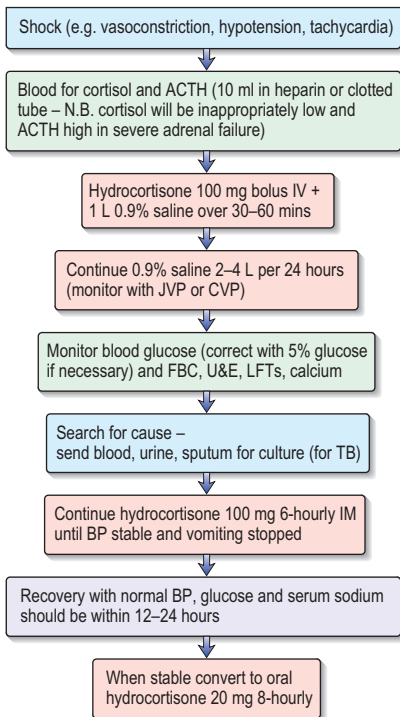 Shock (e.g. vasoconstriction, hypotension, tachycardia)
Blood for cortisol and ACTH (10 ml in heparin or clotted
tube – N.B. cortisol will be inappropriately low and
ACTH high in severe adrenal failure)
Hydrocortisone 100 mg bolus IV +
1 L 0.9% saline over 30–60 mins
Continue 0.9% saline 2–4 L per 24 hours
(monitor with JVP or CVP)
Monitor blood glucose (correct with 5% glucose
if necessary) and FBC, U&E, LFTs, calcium
Search for cause –
send blood, urine, sputum for culture (for TB)
Continue hydrocortisone 100 mg 6-hourly IM
until BP stable and vomiting stopped
Recovery with normal BP, glucose and serum sodium
should be within 12–24 hours
When stable convert to oral
hydrocortisone 20 mg 8-hourly